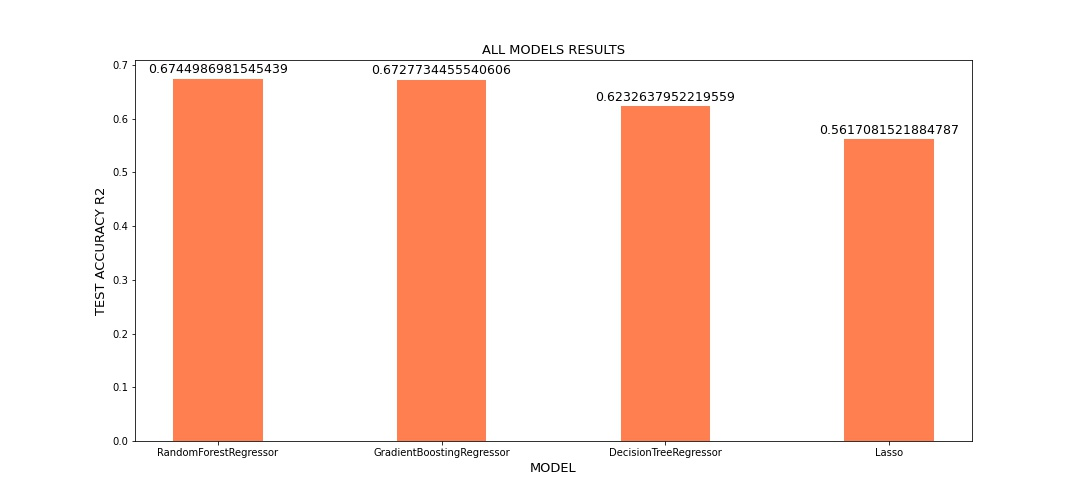 ALL MODELS RESULTS
0.6744986981545439
0.6727734455540606
0.6232637952219559
0.5617081521884787
TEST ACCURACY R2
0.7
0.6
0.5
0.4
0.3
0.2
0.1
0.0
RandomForestRegressor
GradientBoostingRegressor
DecisionTreeRegressor
Lasso
MODEL